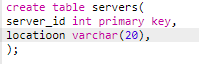 create table servers(
server_id int primary key,
locatioon varchar(20),
);